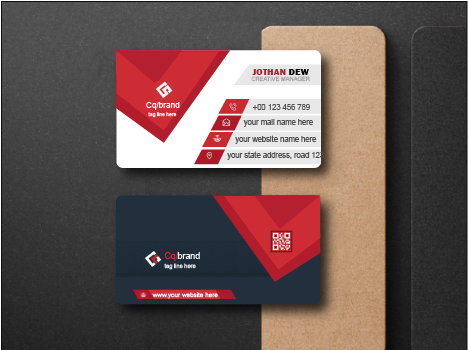 JOTHAN DEW
CREATIVE MANAGER
Cq/brand
tag line here
+00 123 456 789
your mail name here
your website name here
your state address, road 123
Cq/brand
tag line here
www.your website here